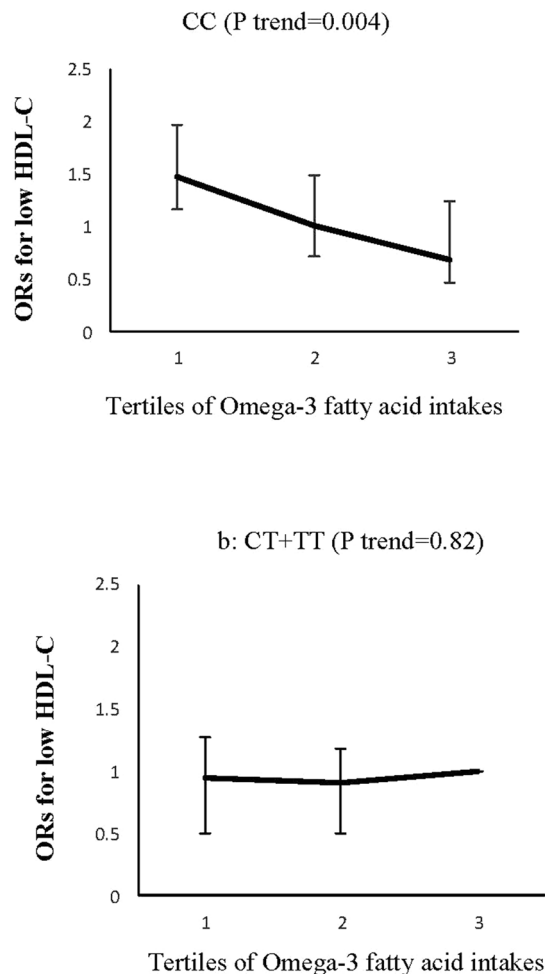 CC (P trend=0.004)
ORs for low HDL-C
2.5
2
1.5
1
0.5
0
1 2 3
Tertiles of Omega-3 fatty acid intakes
b: CT+TT (P trend=0.82)
ORs for low HDL-C
2.5
2
1.5
1
0.5
0
1 2 3
Tertiles of Omega-3 fatty acid intakes